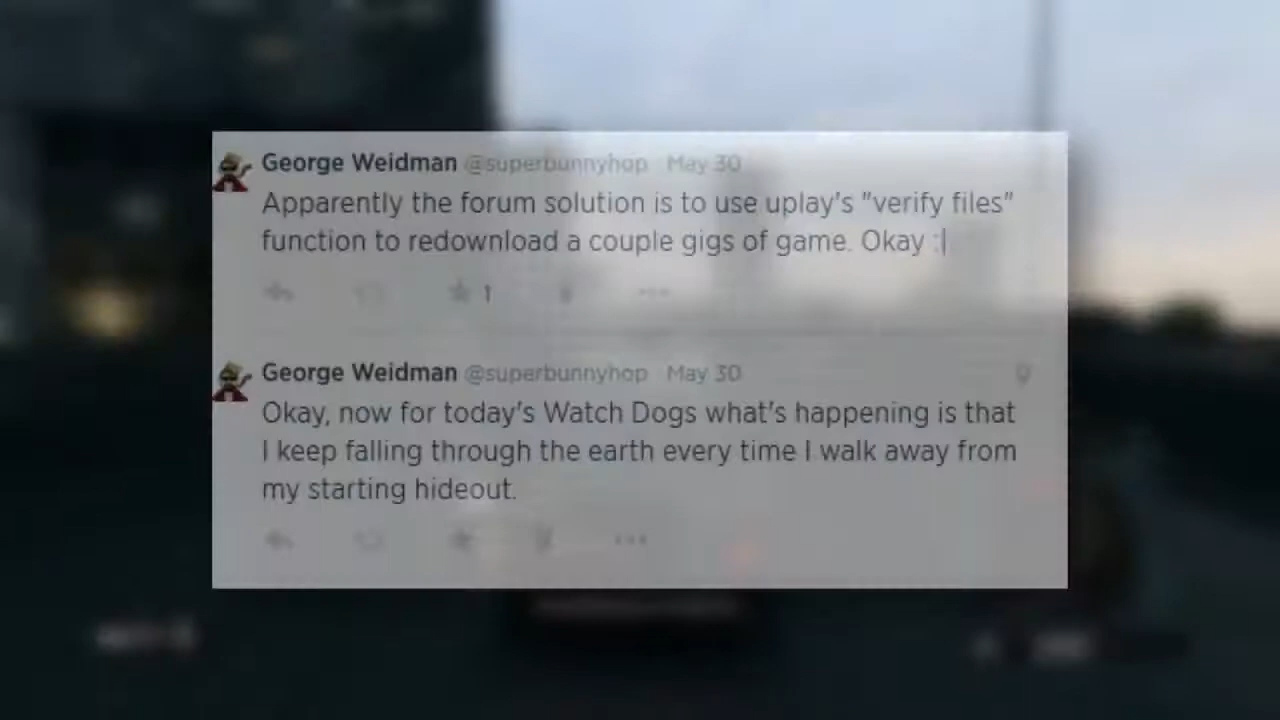 George Weidman @superbunnyhop · May 30
Apparently the forum solution is to use uplay's "verify files"
function to redownload a couple gigs of game. Okay :|
1
George Weidman @superbunnyhop · May 30
Okay, now for today's Watch Dogs what's happening is that
I keep falling through the earth every time I walk away from
my starting hideout.